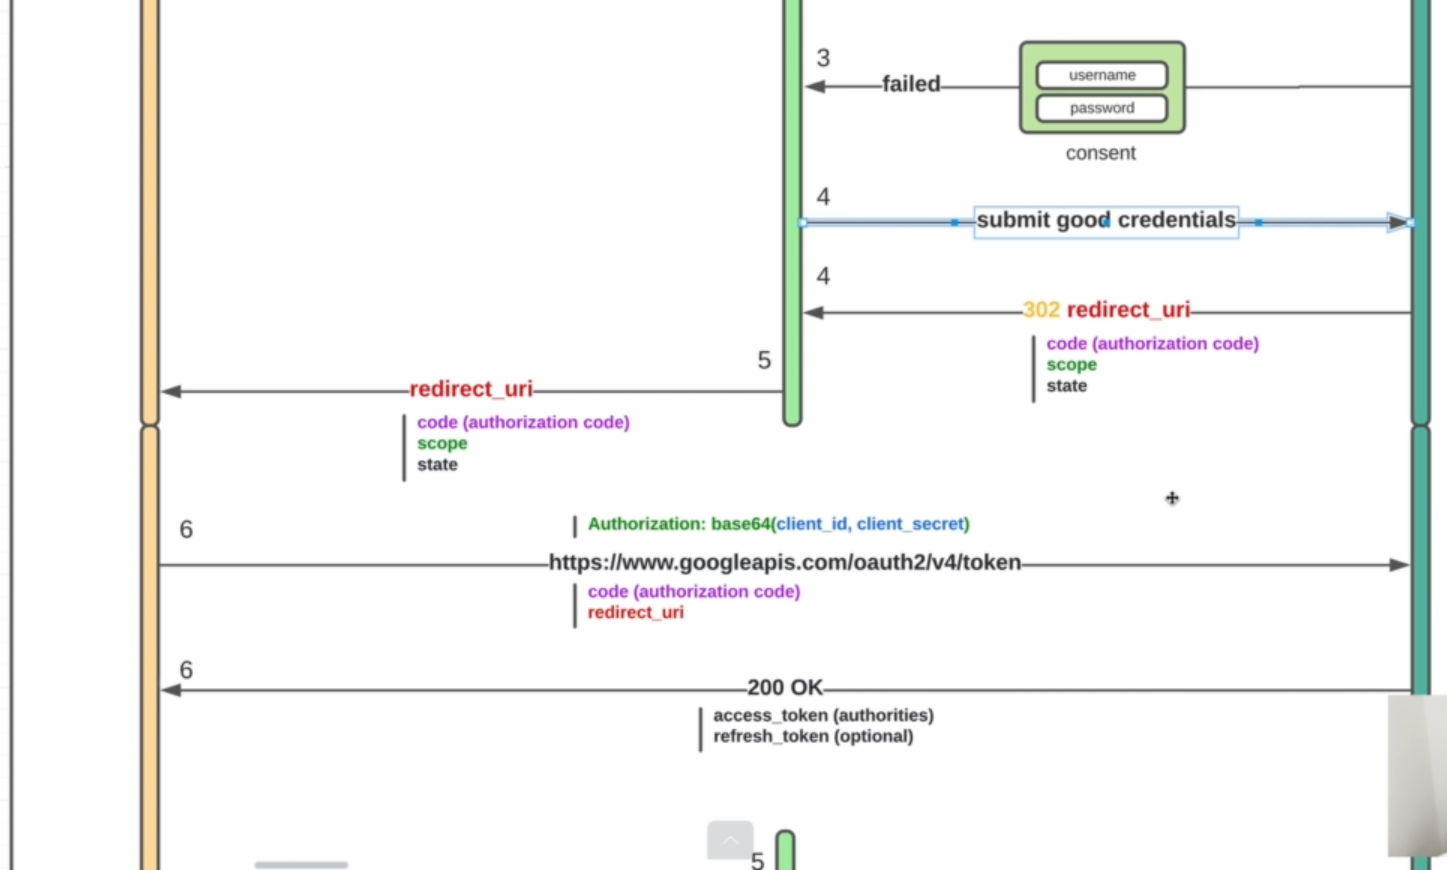 3
failed
username
password
consent
4
submit good credentials
4
302 redirect_uri
code (authorization code)
scope
state
5
redirect_uri
code (authorization code)
scope
state
6
Authorization: base64(client_id, client_secret)
https://www.googleapis.com/oauth2/v4/token
code (authorization code)
redirect_uri
6
200 OK
access_token (authorities)
refresh_token (optional)
5